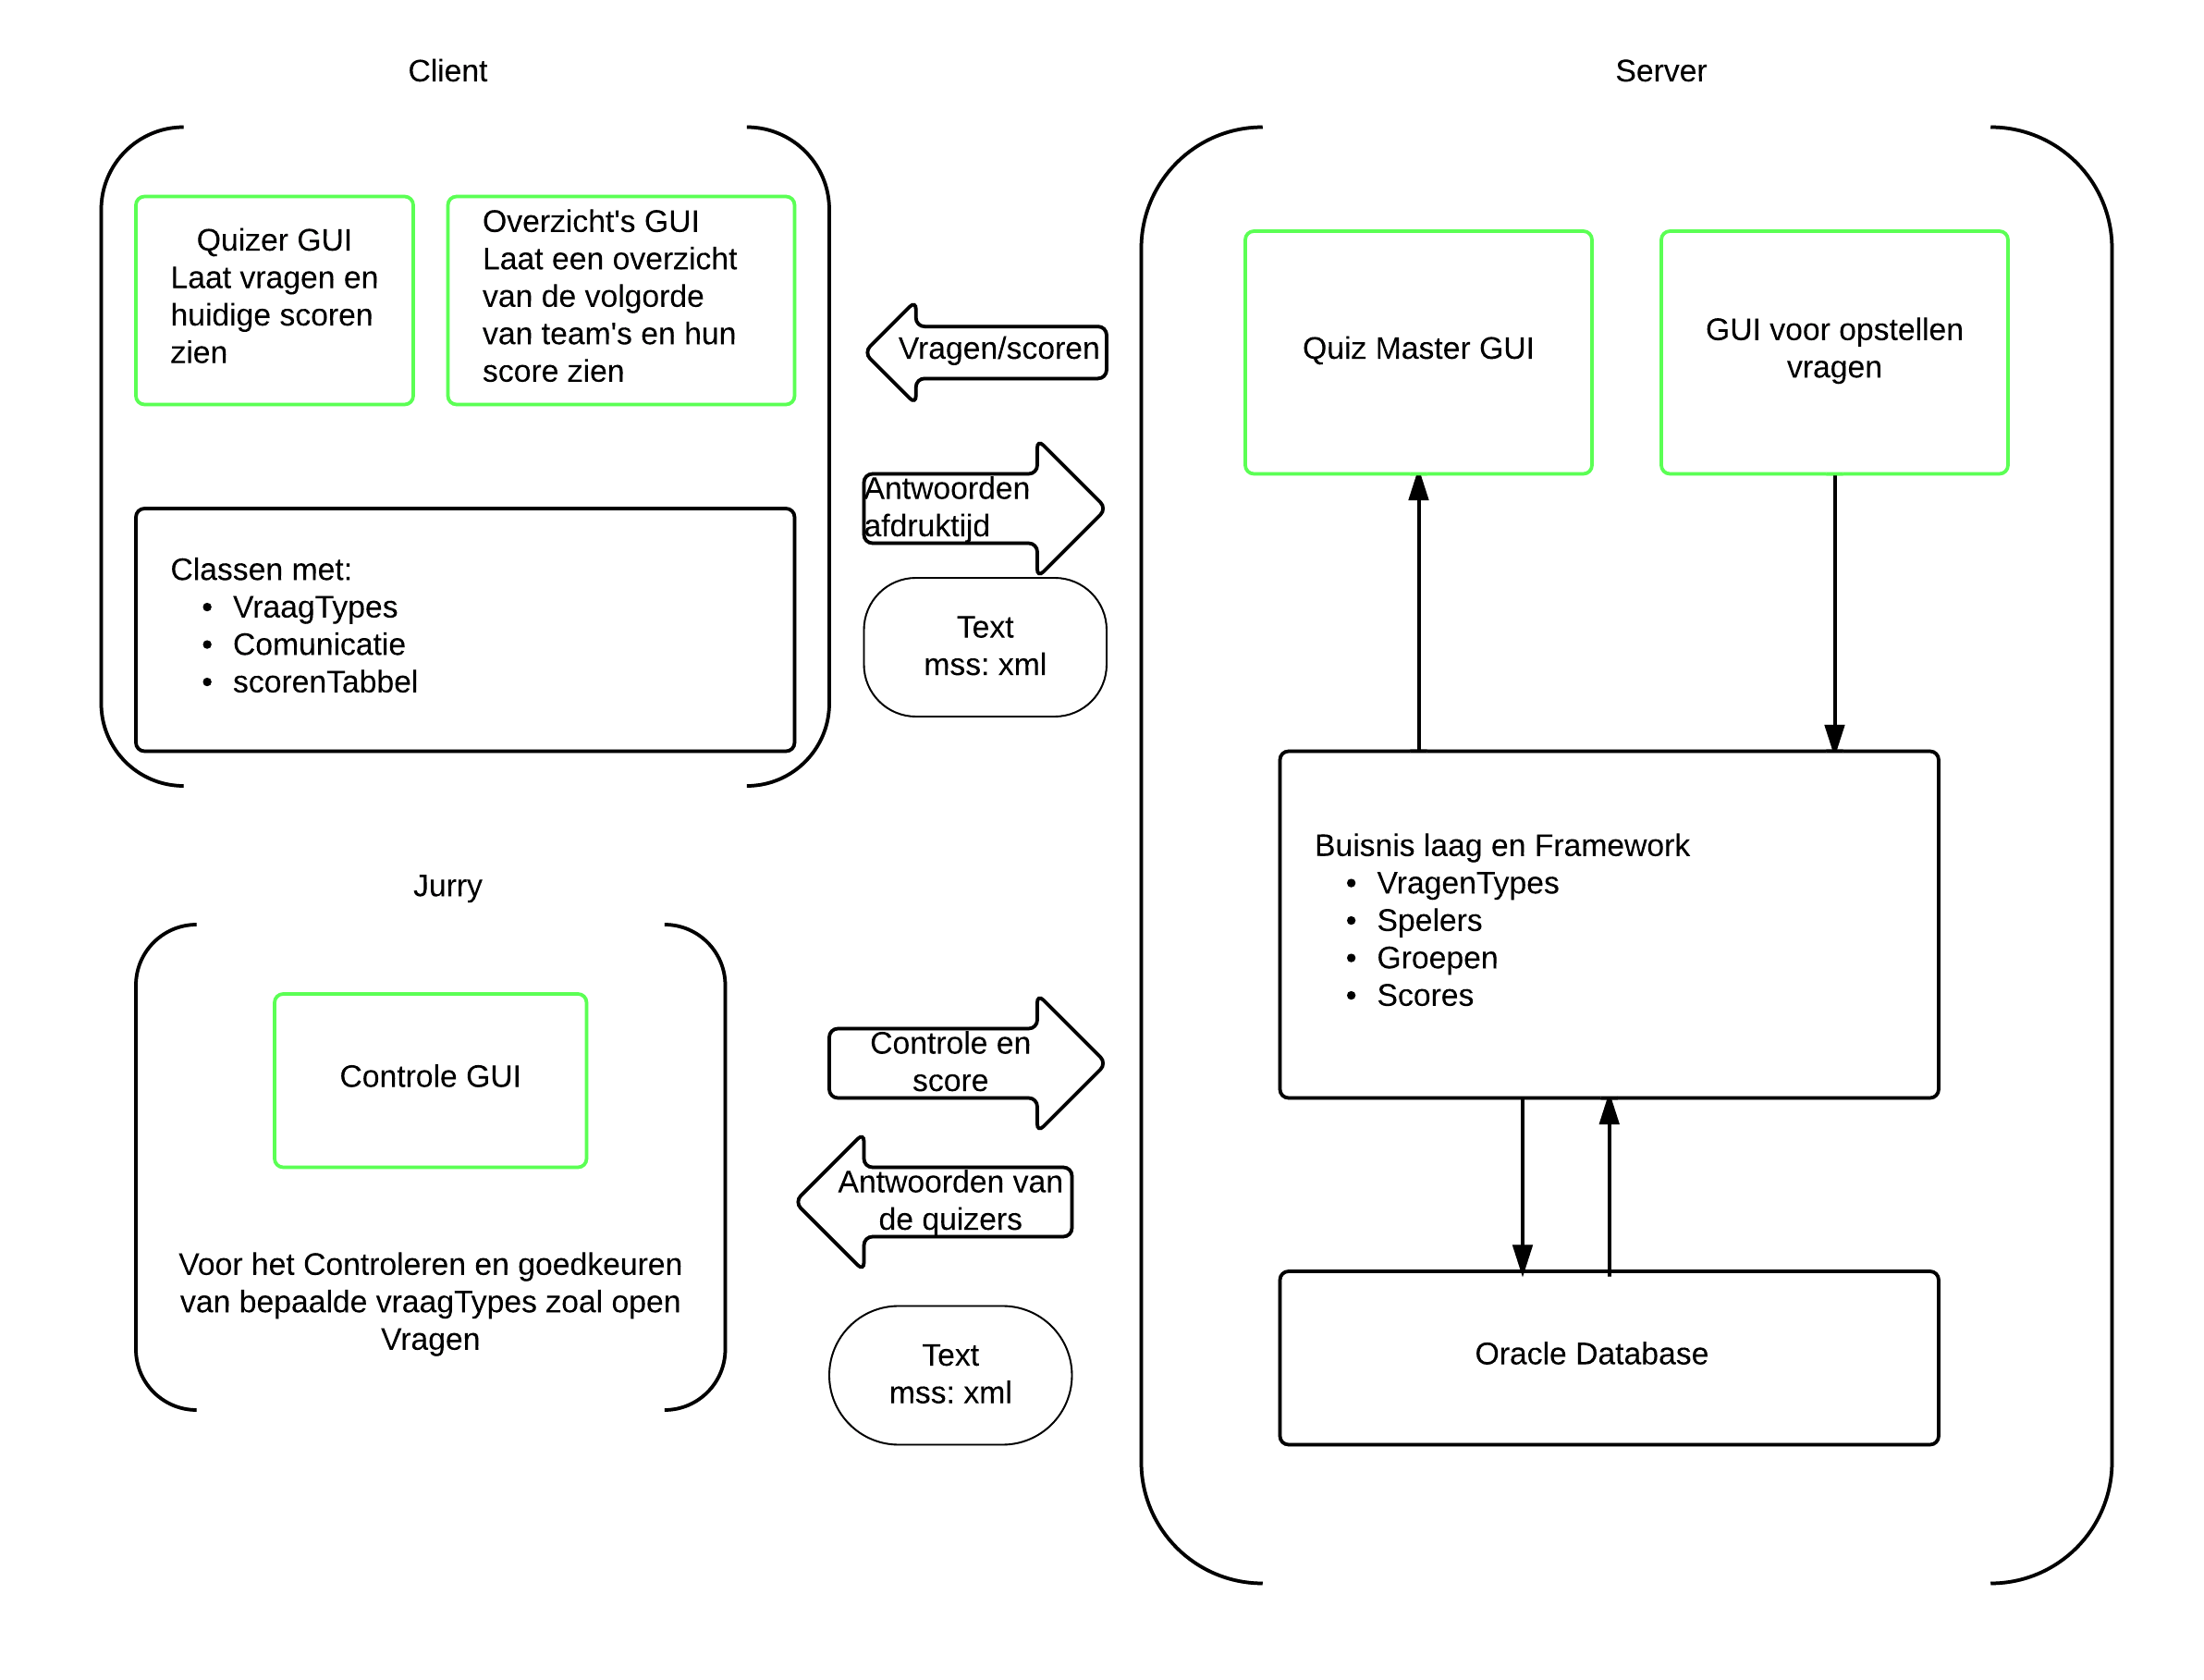 Client
Quizer GUI
Laat vragen en
huidige scoren
zien
Overzicht's GUI
Laat een overzicht
van de volgorde
van team's en hun
score zien
Classen met:
• VraagTypes
• Comunicatie
• scorenTabbel
Vragen/scoren
Antwoorden
afdruktijd
Text
mss: xml
Jurry
Controle GUI
Voor het Controleren en goedkeuren
van bepaalde vraagTypes zoal open
Vragen
Controle en
score
Antwoorden van
de quizers
Text
mss: xml
Server
Quiz Master GUI
GUI voor opstellen
vragen
Buisnis laag en Framework
• VragenTypes
• Spelers
• Groepen
• Scores
Oracle Database